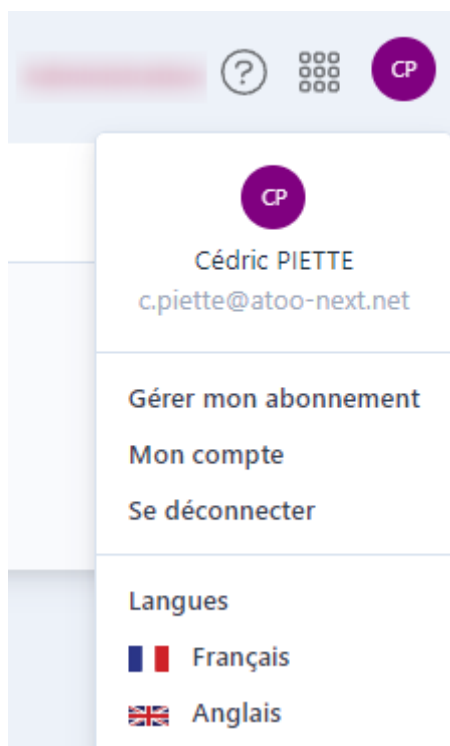 CP
CP
Cédric PIETTE
c.piette@atoo-next.net
Gérer mon abonnement
Mon compte
Se déconnecter
Langues
Français
Anglais